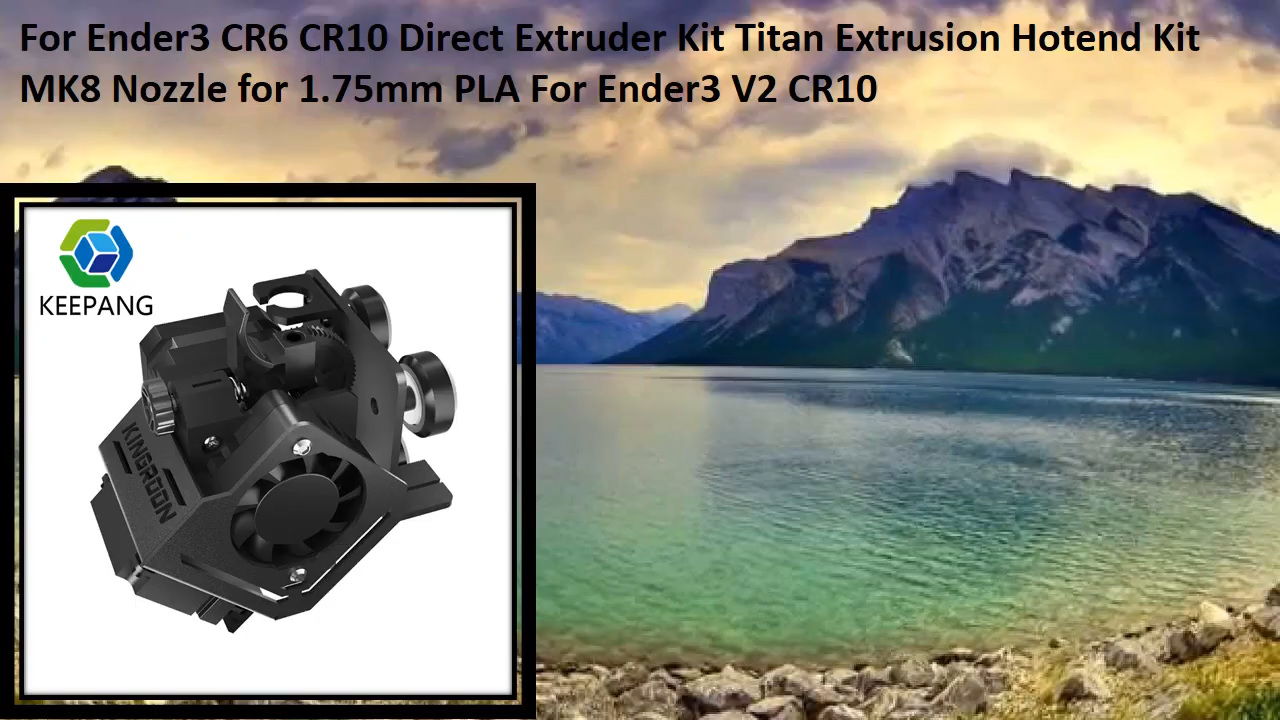 For Ender3 CR6 CR10 Direct Extruder Kit Titan Extrusion Hotend Kit
MK8 Nozzle for 1.75mm PLA For Ender3 V2 CR10
KEEPANG
KINGROON